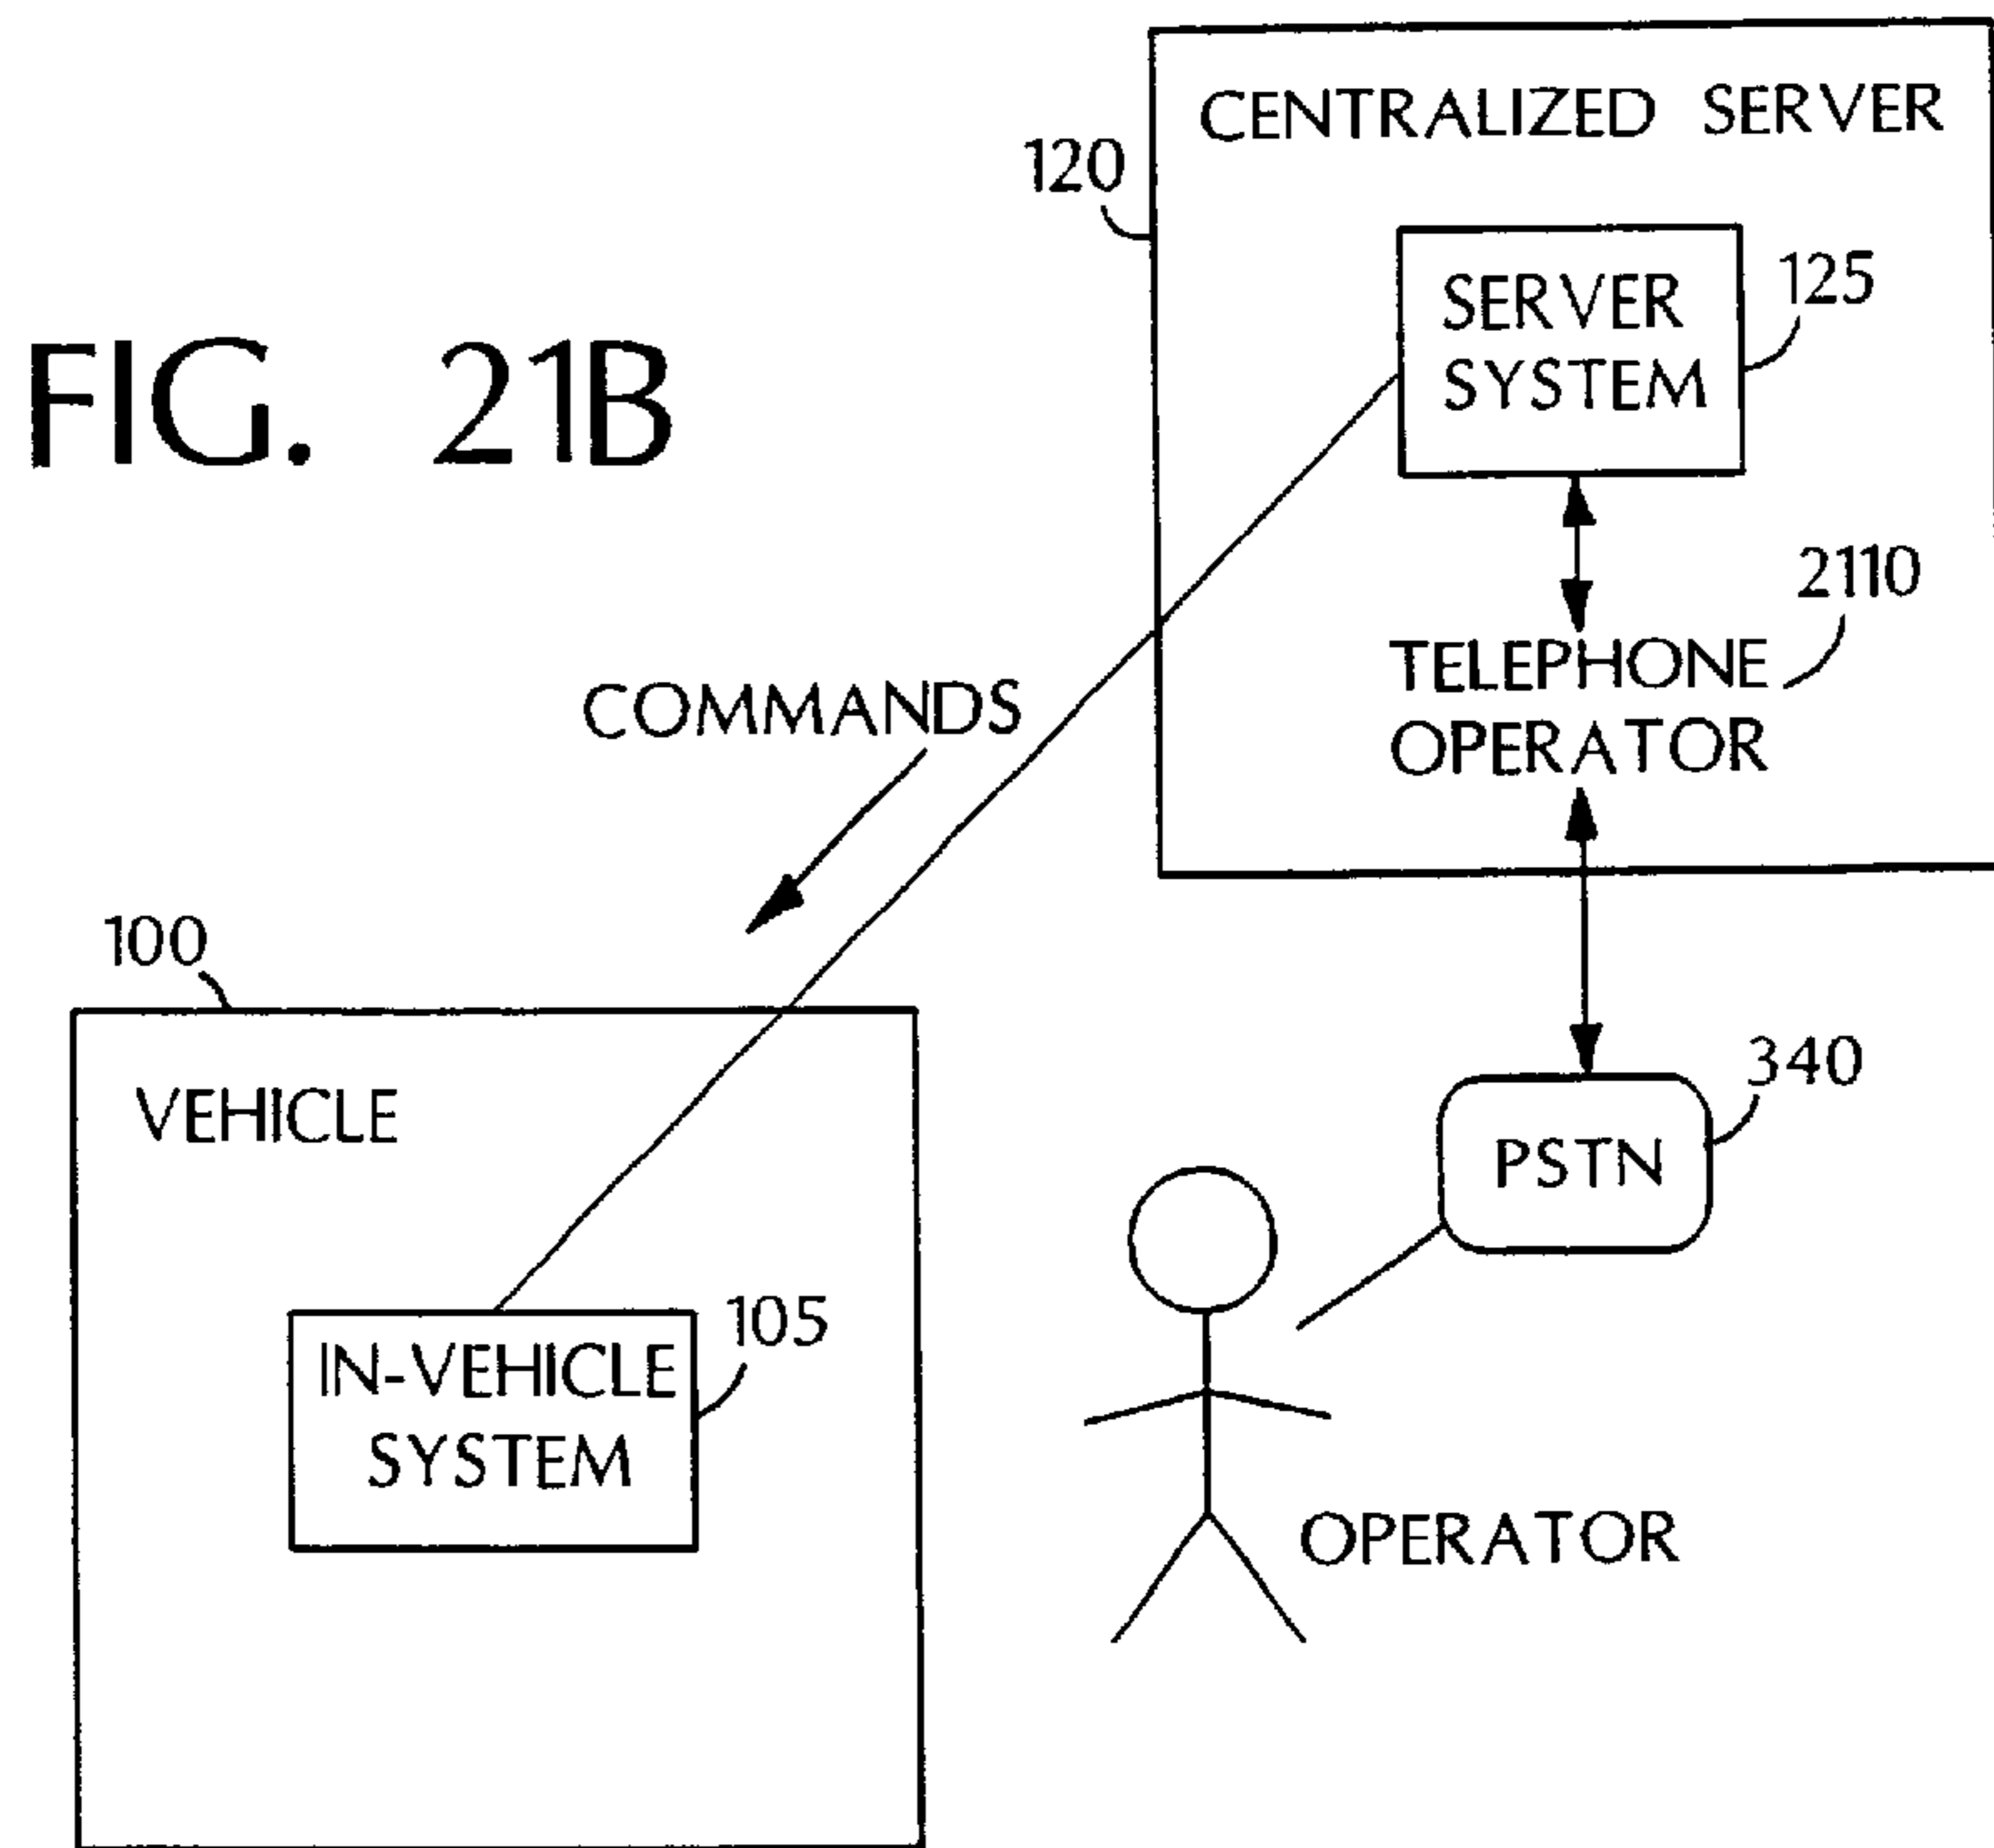 FIG. 21B
CENTRALIZED SERVER
120
SERVER
SYSTEM
125
2110
TELEPHONE
OPERATOR
COMMANDS
100
VEHICLE
340
PSTN
IN-VEHICLE
SYSTEM
105
OPERATOR